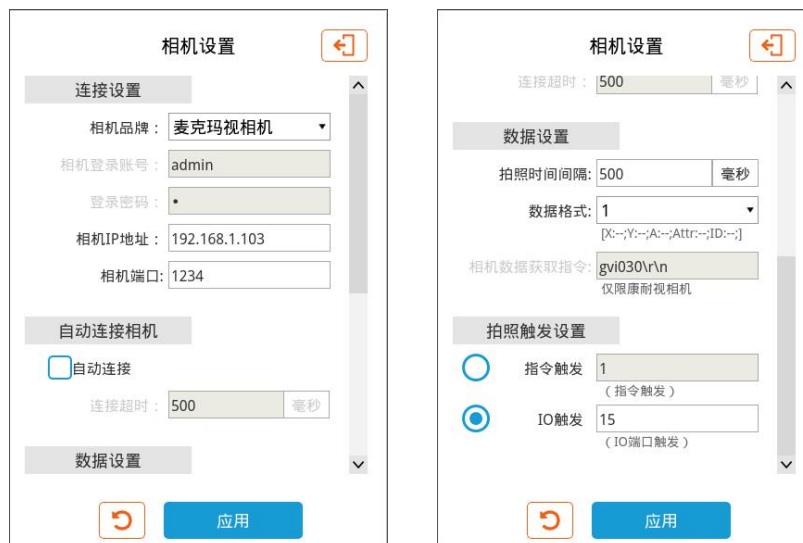 相机设置
连接设置
相机品牌： 麦克玛视相机
相机登录账号： admin
登录密码： •
相机IP地址： 192.168.1.103
相机端口: 1234
自动连接相机
自动连接
连接超时： 500 毫秒
数据设置
应用
相机设置
连接超时： 500 毫秒
数据设置
拍照时间间隔: 500 毫秒
数据格式: 1
[X:--;Y:--;A:--;Attr:--;ID:--;]
相机数据获取指令: gvi030\r\n
仅限康耐视相机
拍照触发设置
指令触发 1
（指令触发）
IO触发 15
（IO端口触发）
应用